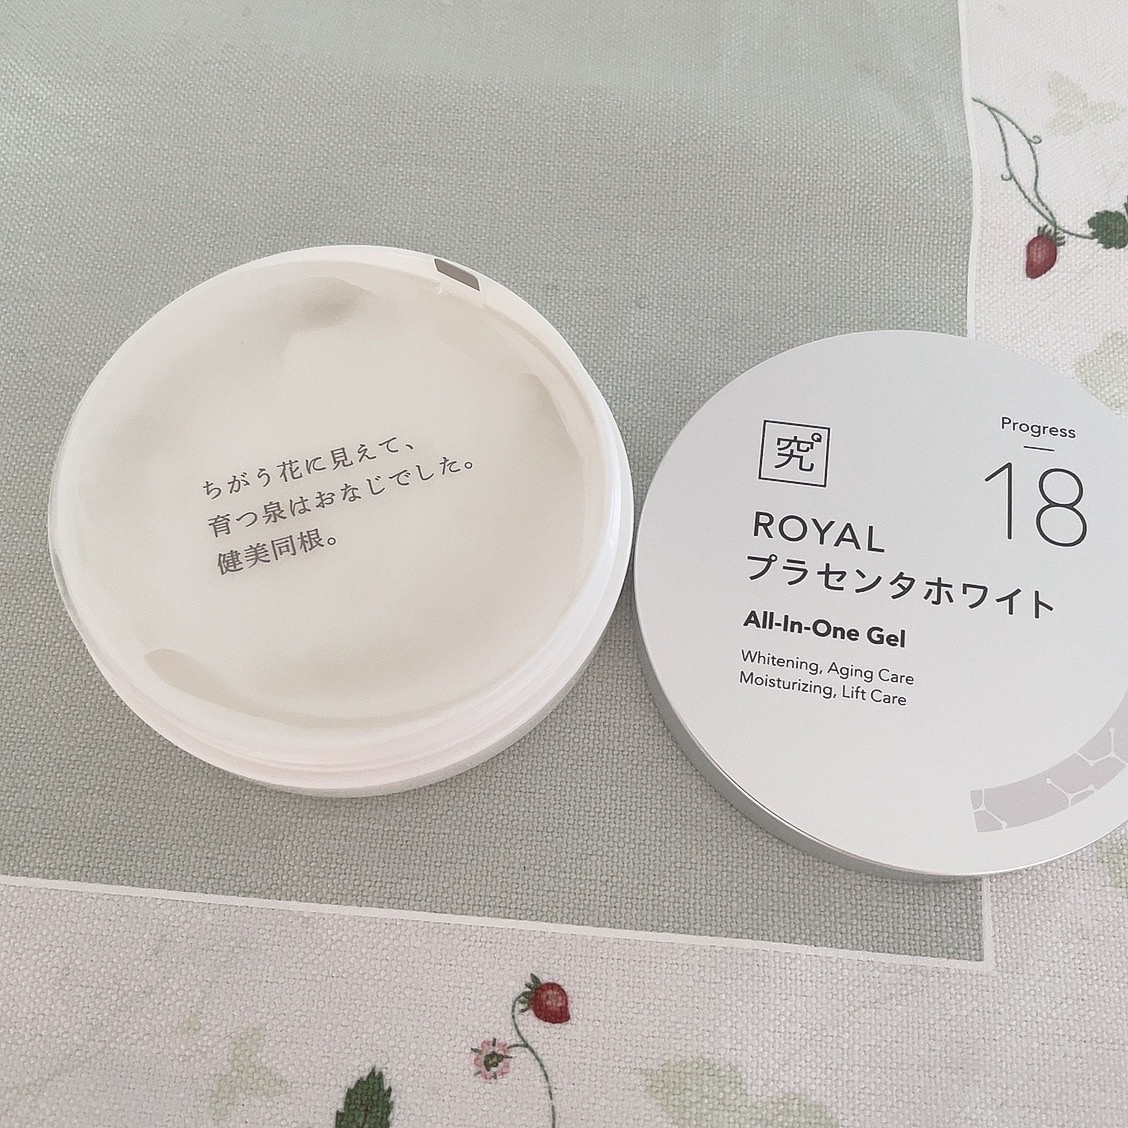 ちがう花に見えて、
育つ泉はおなじでした。
健美同根。
究
Progress
18
ROYAL
プラセンタホワイト
All-In-One Gel
Whitening, Aging Care
Moisturizing, Lift Care